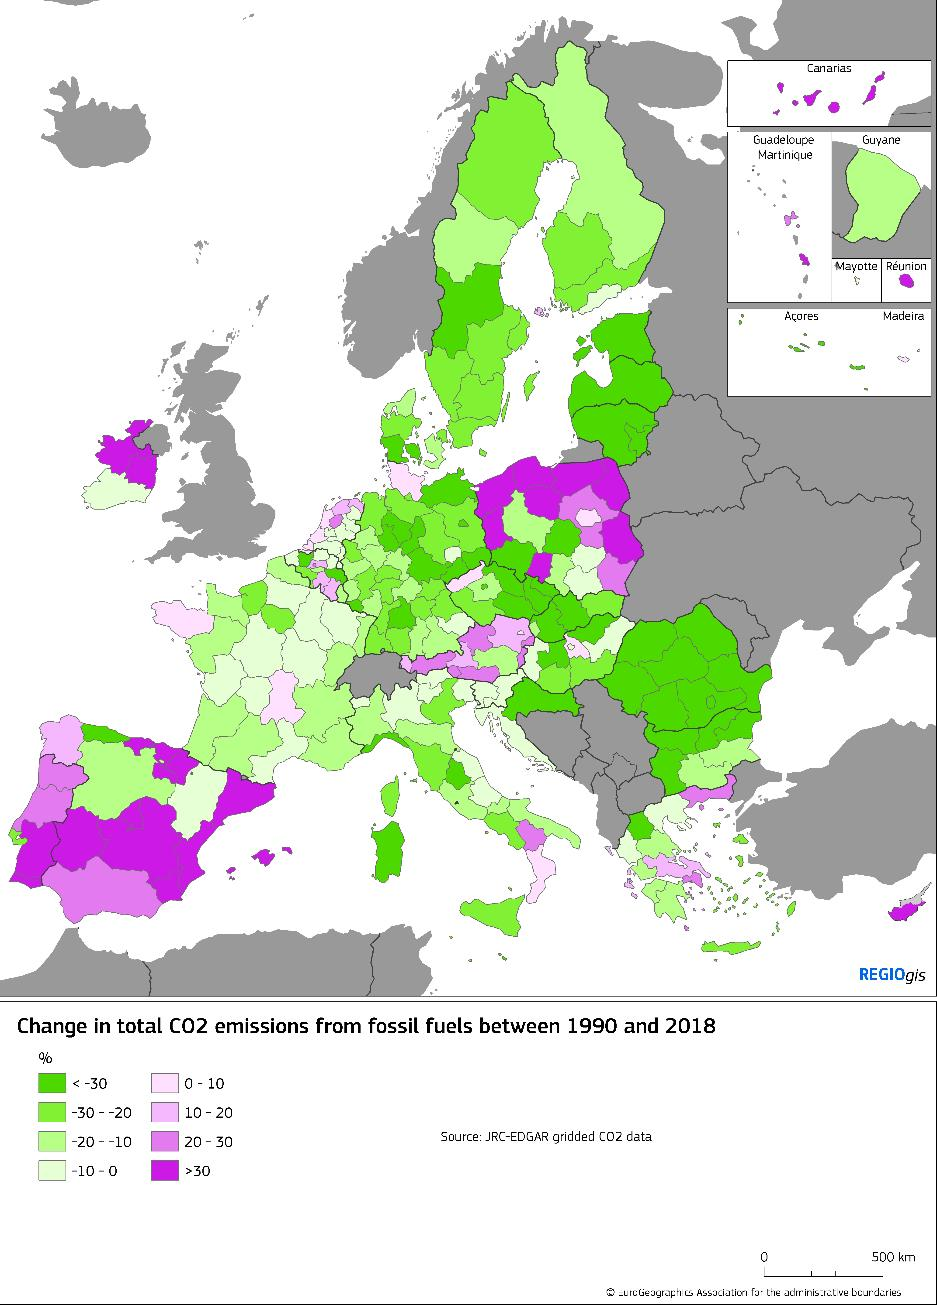 Canarias
Guadeloupe
Martinique
Guyane
Mayotte
Réunion
Açores
Madeira
REGIOgis
Change in total CO2 emissions from fossil fuels between 1990 and 2018
%
< -30
-30 - -20
-20 - -10
-10 - 0
0 - 10
10 - 20
20 - 30
>30
Source: JRC-EDGAR gridded CO2 data
0
500 km
© EuroGeographics Association for the administrative boundaries